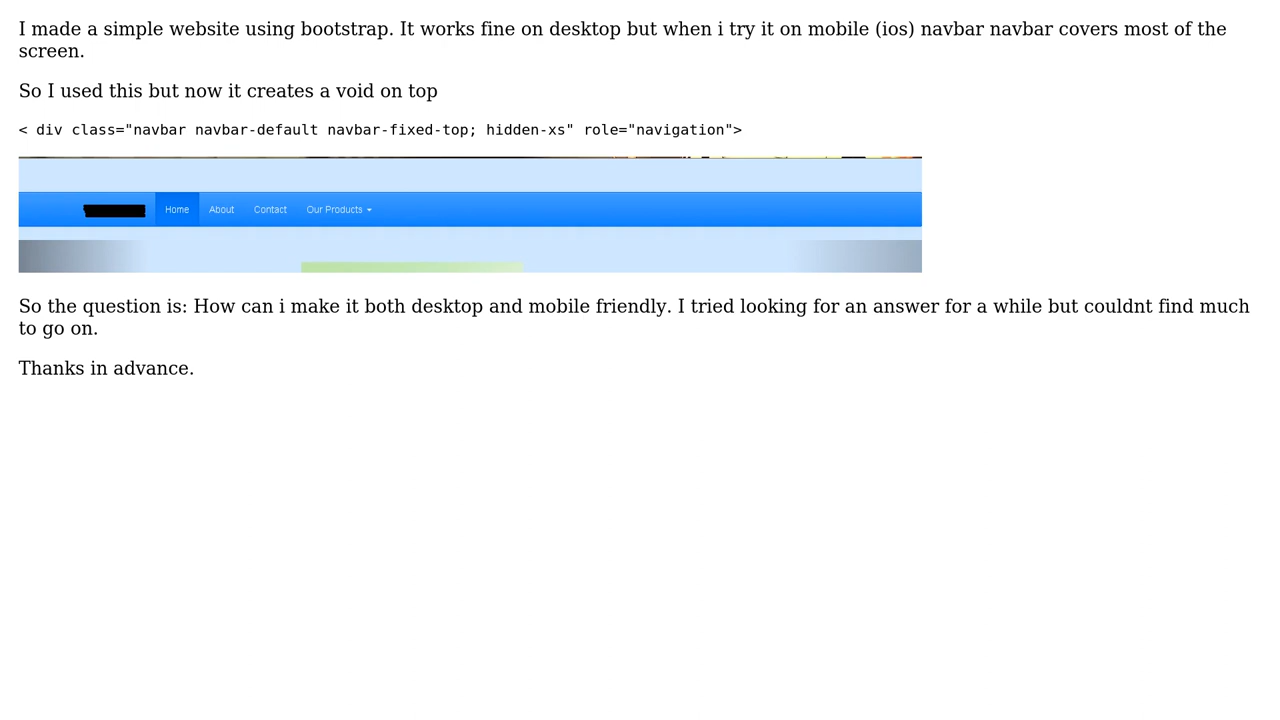 I made a simple website using bootstrap. It works fine on desktop but when i try it on mobile (ios) navbar navbar covers most of the
screen.
So I used this but now it creates a void on top
< div class="navbar navbar-default navbar-fixed-top; hidden-xs" role="navigation">
Home About Contact Our Products
So the question is: How can i make it both desktop and mobile friendly. I tried looking for an answer for a while but couldnt find much
to go on.
Thanks in advance.